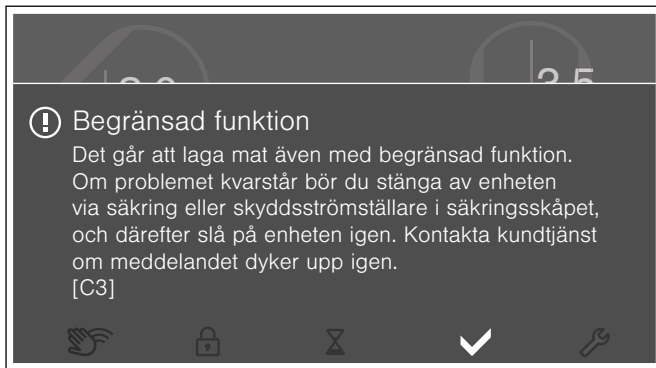 3.5
Begränsad funktion
Det går att laga mat även med begränsad funktion.
Om problemet kvarstår bör du stänga av enheten
via säkring eller skyddsströmställare i säkringsskåpet,
och därefter slå på enheten igen. Kontakta kundtjänst
om meddelandet dyker upp igen.
[C3]